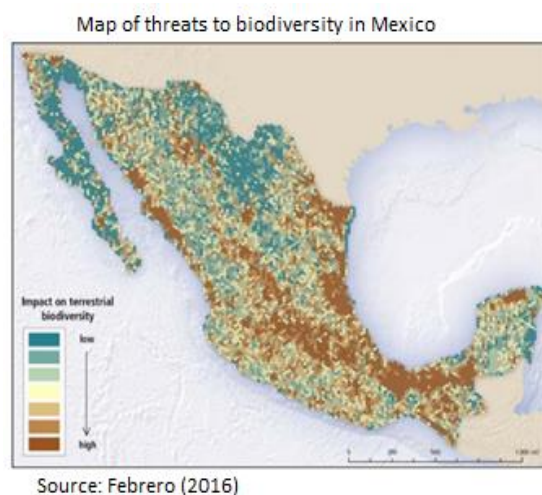 Map of threats to biodiversity in Mexico
Impact on terrestrial
biodiversity
low
high
Source: Febrero (2016)